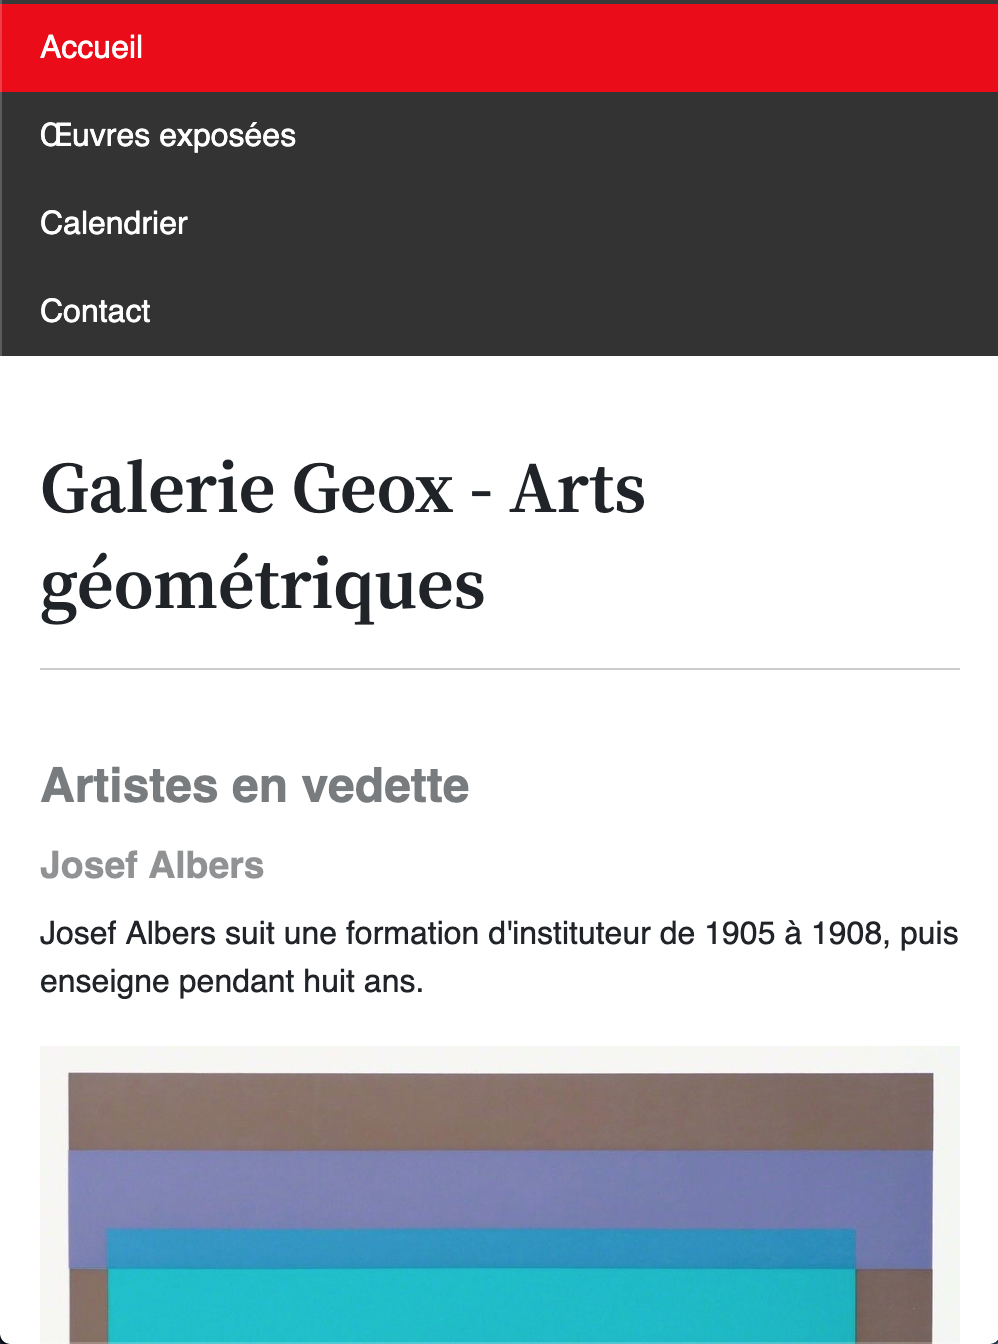 Accueil
Œuvres exposées
Calendrier
Contact
Galerie Geox - Arts
géométriques
Artistes en vedette
Josef Albers
Josef Albers suit une formation d'instituteur de 1905 à 1908, puis
enseigne pendant huit ans.